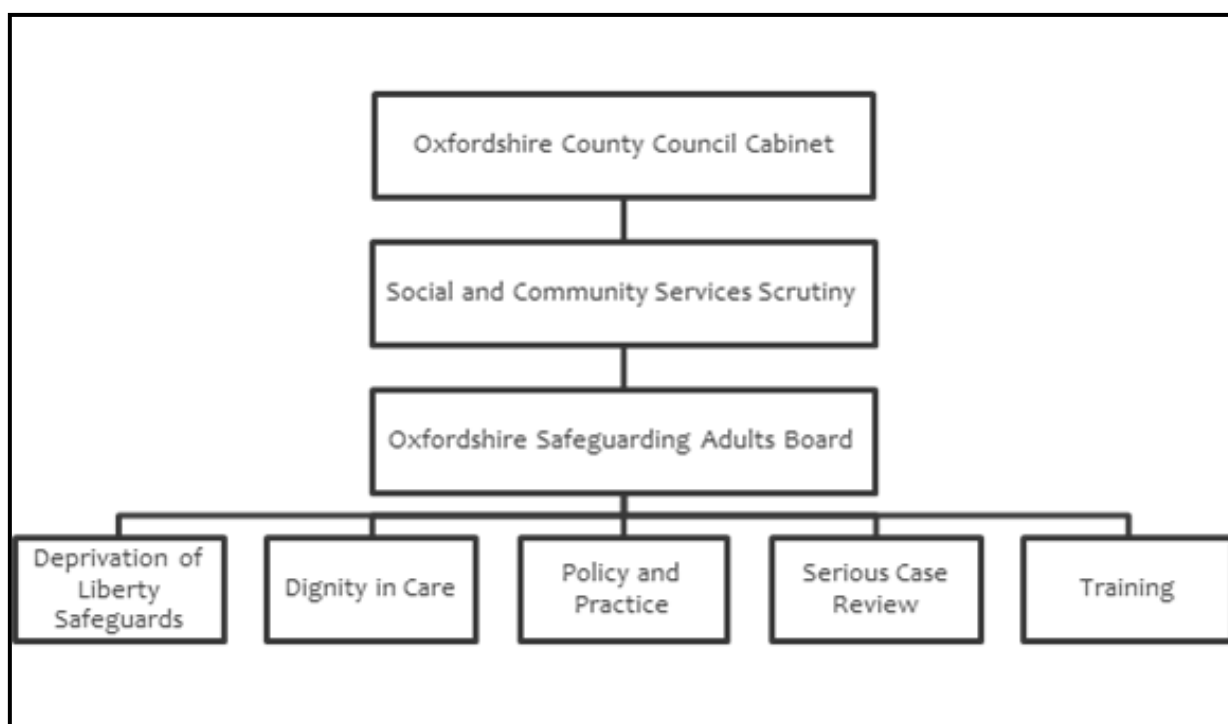 Oxfordshire County Council Cabinet
Social and Community Services Scrutiny
Oxfordshire Safeguarding Adults Board
Deprivation of
Liberty
Safeguards
Dignity in Care
Policy and
Practice
Serious Case
Review
Training